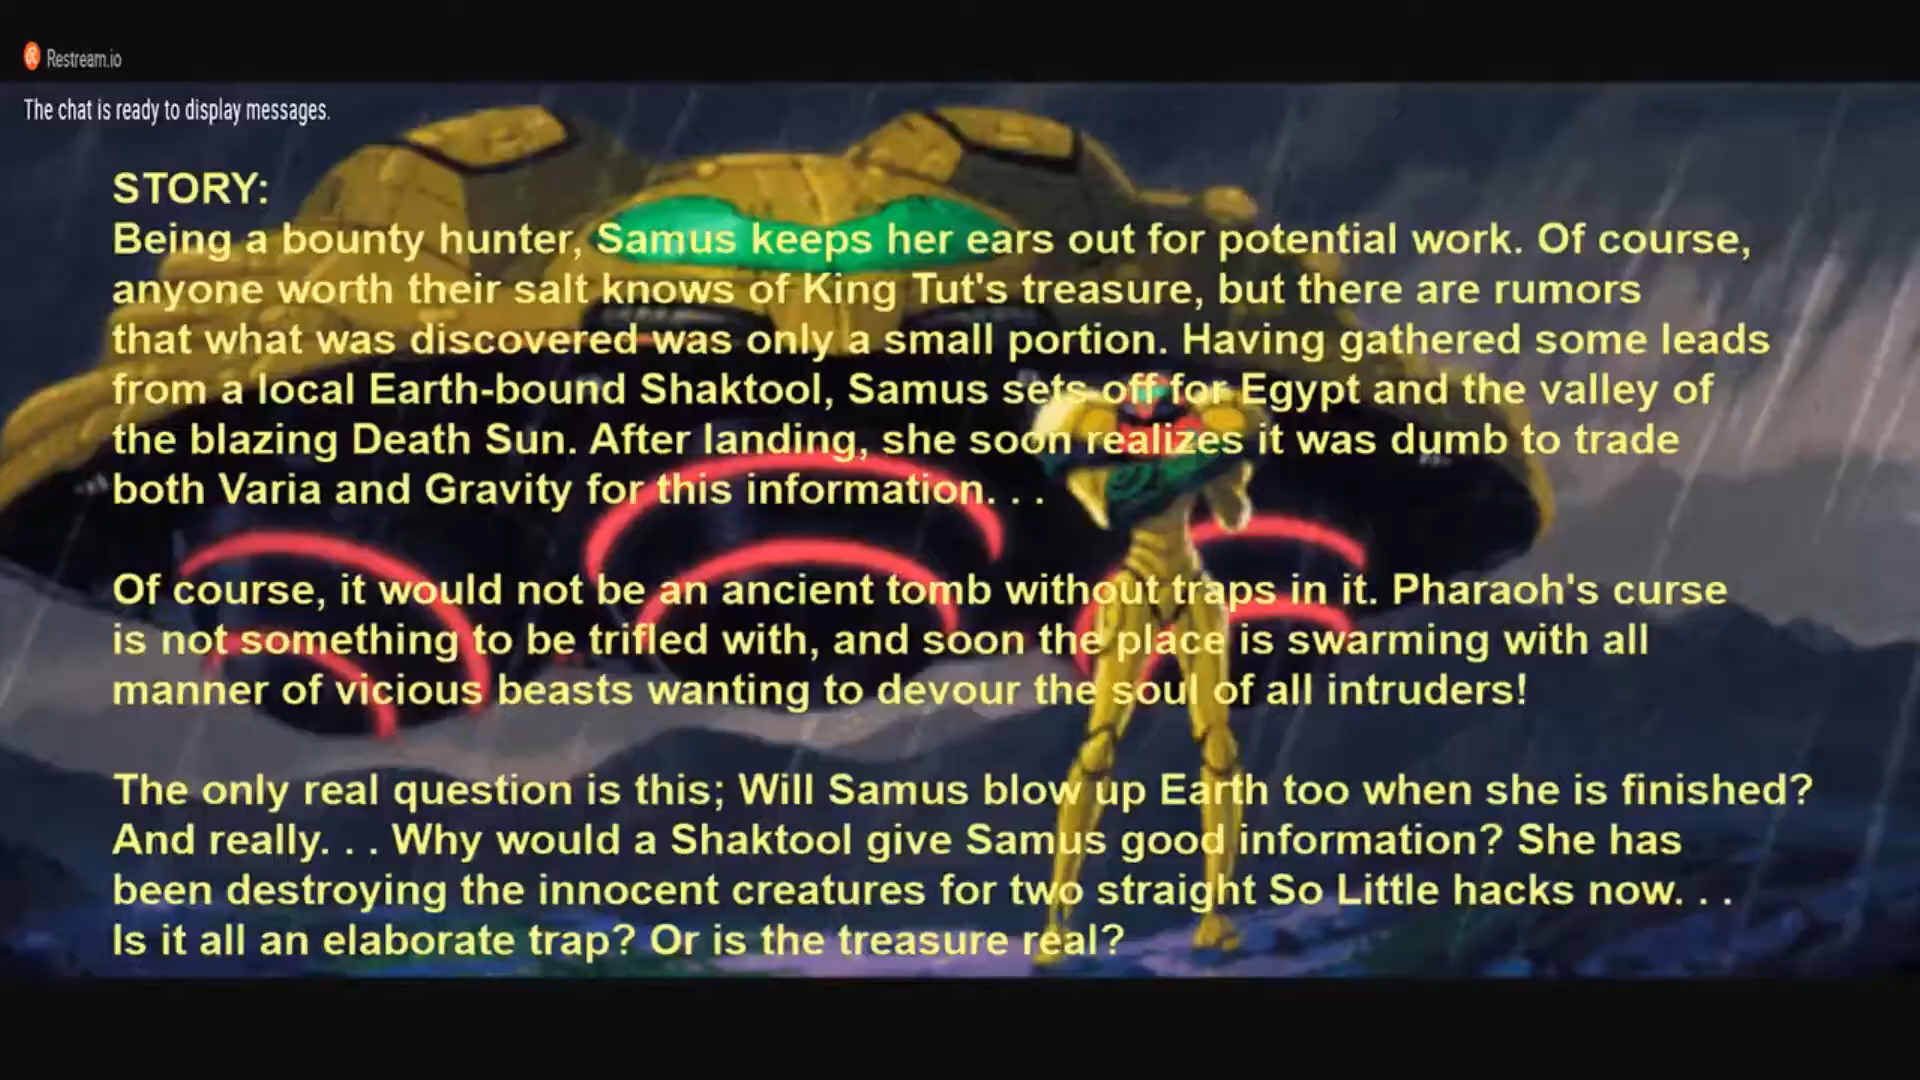 Restream.io
The chat is ready to display messages.
STORY:
Being a bounty hunter, Samus keeps her ears out for potential work. Of course,
anyone worth their salt knows of King Tut's treasure, but there are rumors
that what was discovered was only a small portion. Having gathered some leads
from a local Earth-bound Shaktool, Samus sets off for Egypt and the valley of
the blazing Death Sun. After landing, she soon realizes it was dumb to trade
both Varia and Gravity for this information. . .
Of course, it would not be an ancient tomb without traps in it. Pharaoh's curse
is not something to be trifled with, and soon the place is swarming with all
manner of vicious beasts wanting to devour the soul of all intruders!
The only real question is this; Will Samus blow up Earth too when she is finished?
And really. . . Why would a Shaktool give Samus good information? She has
been destroying the innocent creatures for two straight So Little hacks now. . .
Is it all an elaborate trap? Or is the treasure real?